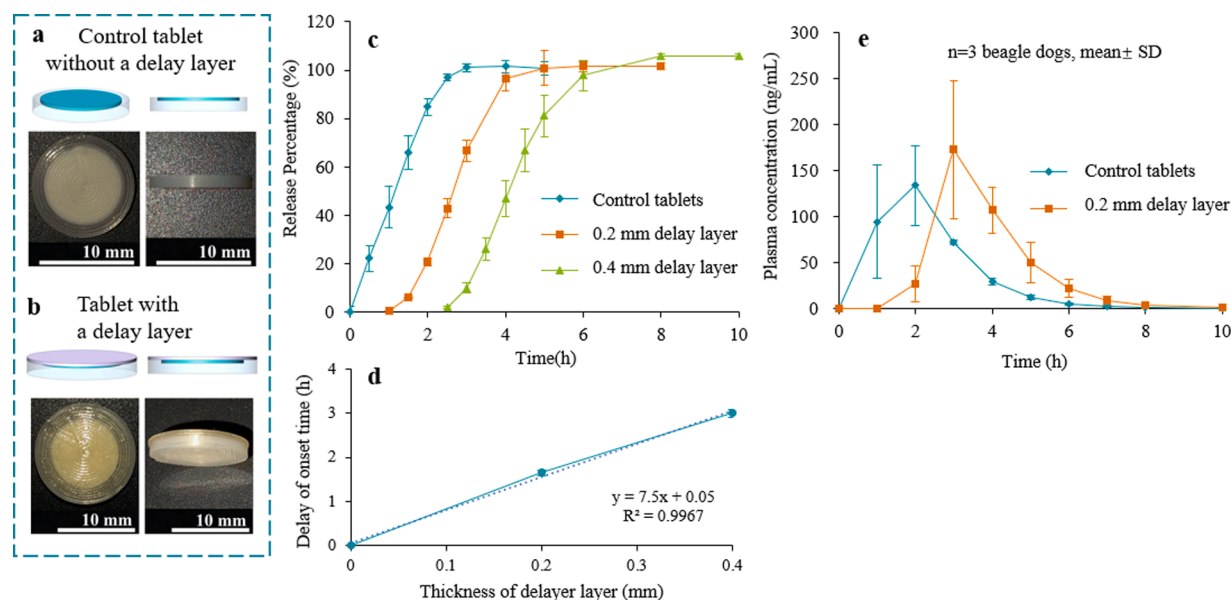 a
Control tablet
without a delay layer
10 mm
10 mm
b
Tablet with
a delay layer
10 mm
10 mm
c
Release Percentage (%)
120
100
80
60
40
20
0
0
2
4
6
8
10
Time(h)
Control tablets
0.2 mm delay layer
0.4 mm delay layer
d
Delay of onset time (h)
4
3
2
1
0
0
0.1
0.2
0.3
0.4
Thickness of delayer layer (mm)
y = 7.5x + 0.05
R² = 0.9967
e
n=3 beagle dogs, mean± SD
Plasma concentration (ng/mL)
300
250
200
150
100
50
0
0
2
4
6
8
10
Time (h)
Control tablets
0.2 mm delay layer